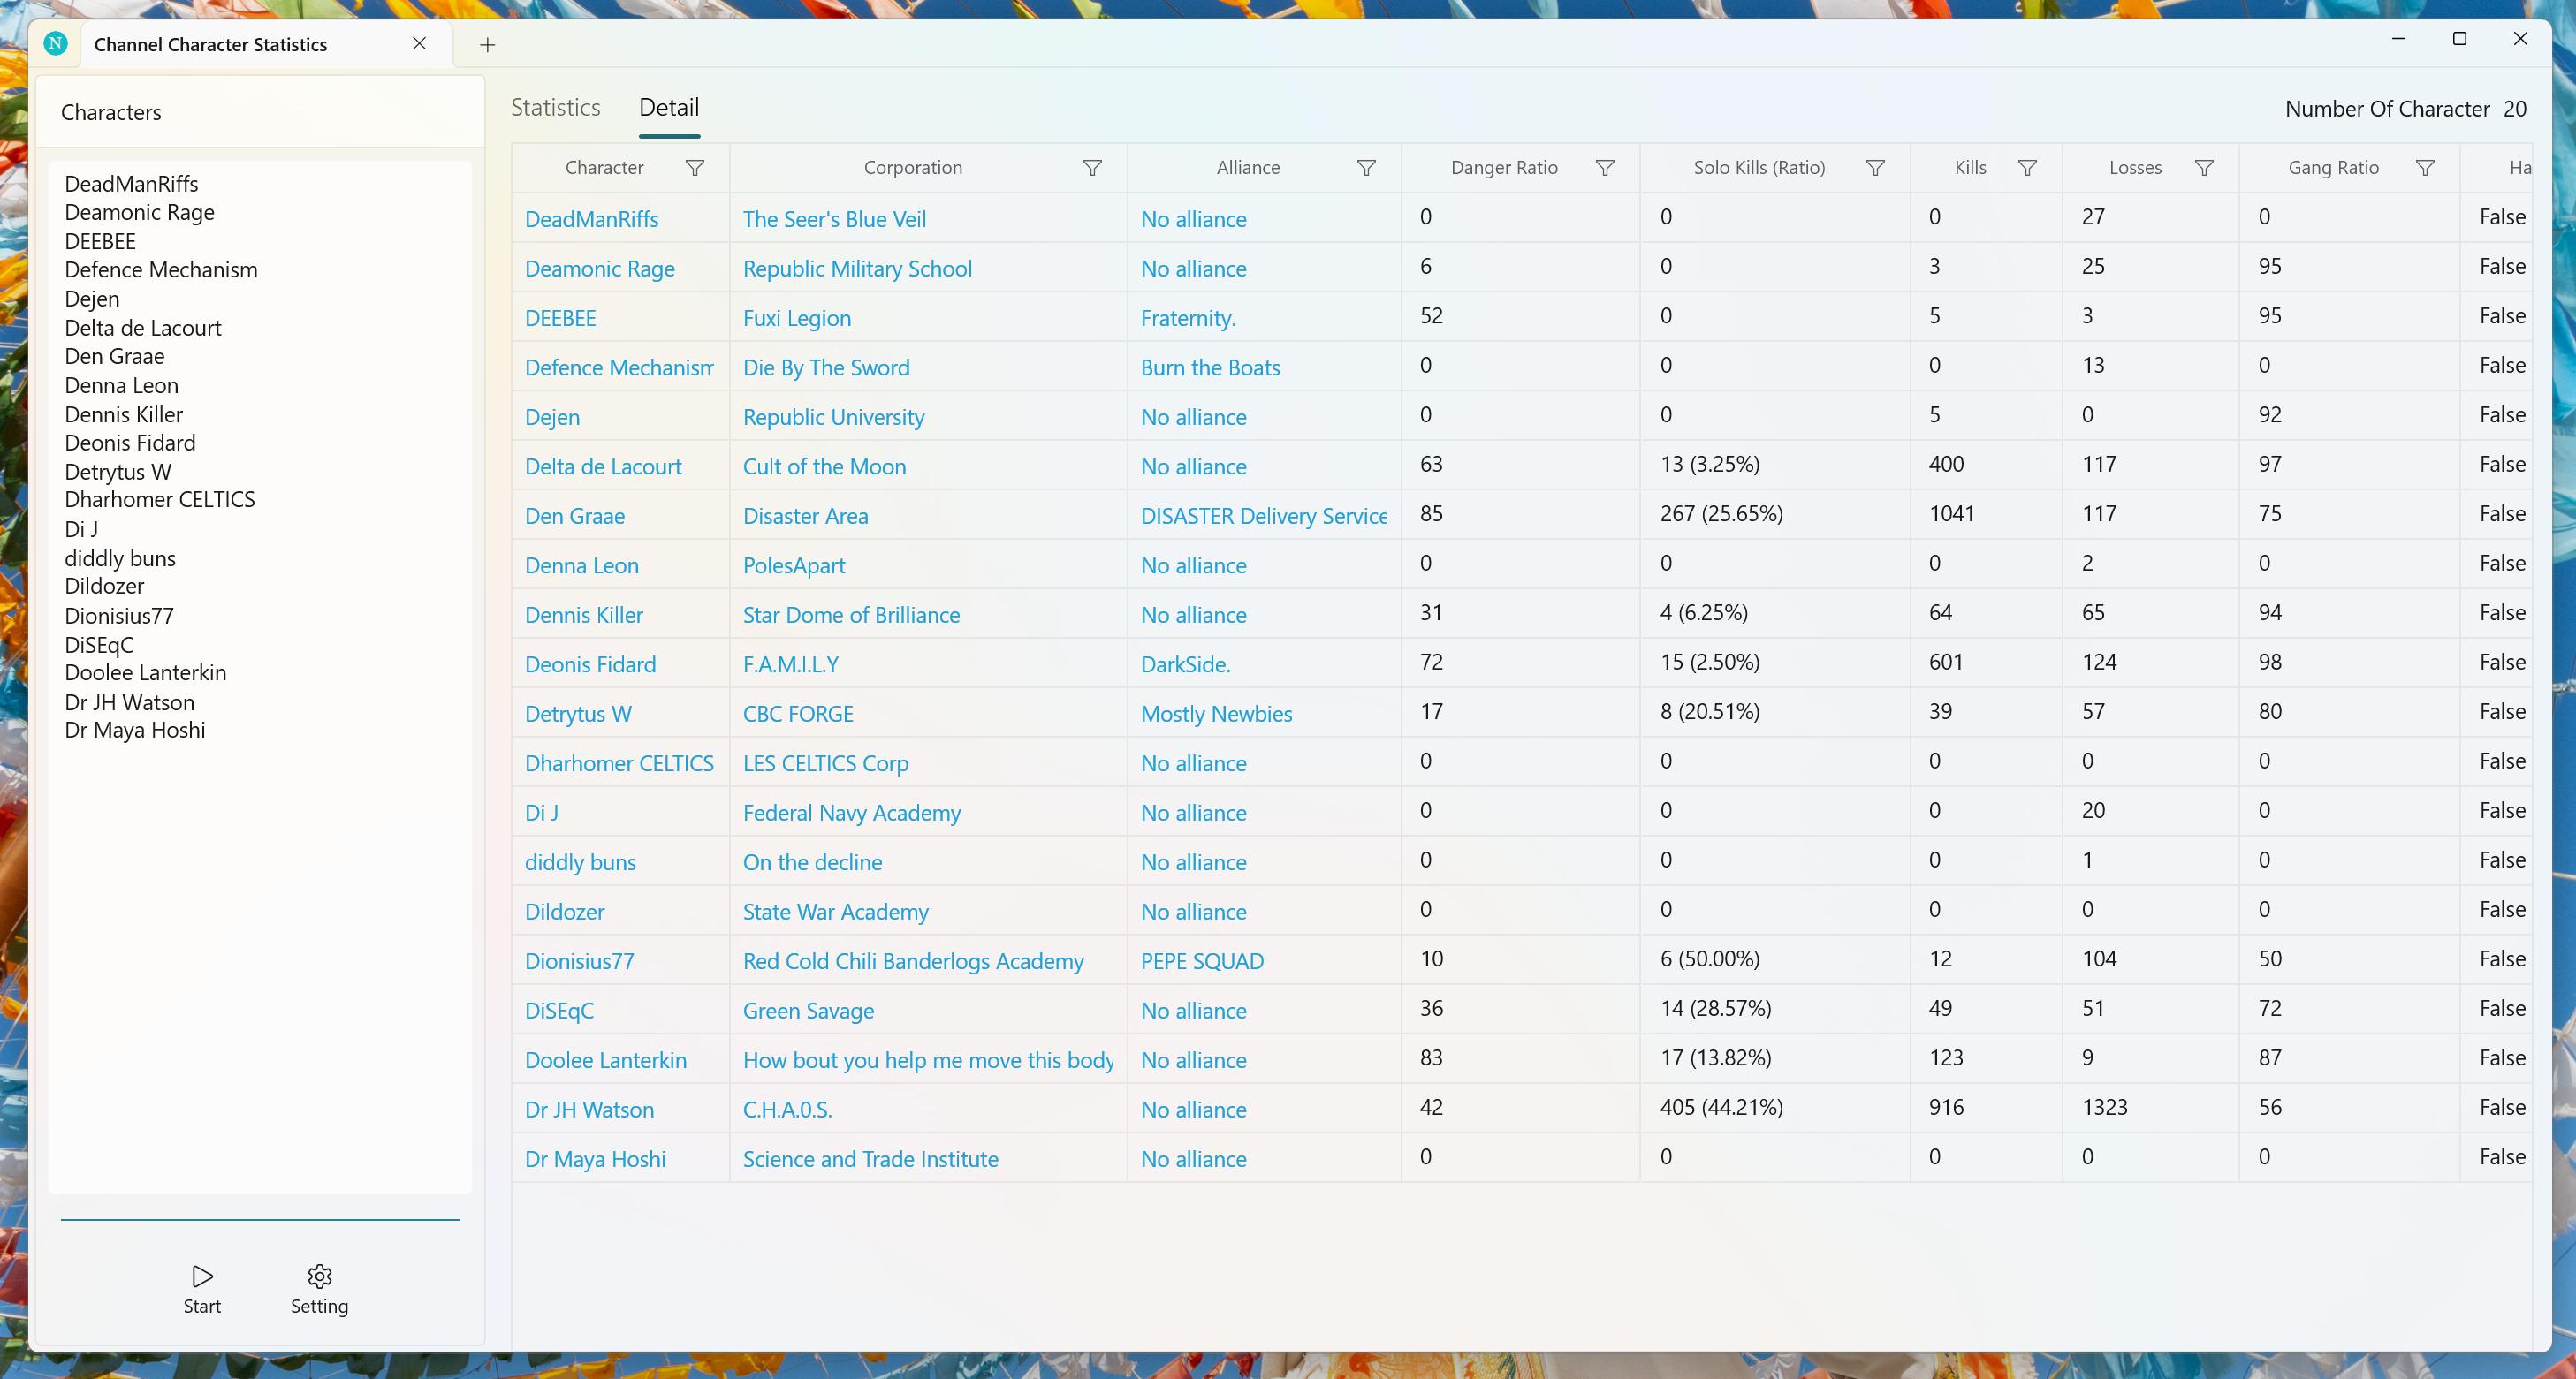 N Channel Character Statistics
Characters
DeadManRiffs
Deamonic Rage
DEEBEE
Defence Mechanism
Dejen
Delta de Lacourt
Den Graae
Denna Leon
Dennis Killer
Deonis Fidard
Detrytus W
Dharhomer CELTICS
Di J
diddly buns
Dildozer
Dionisius77
DiSEqC
Doolee Lanterkin
Dr JH Watson
Dr Maya Hoshi
Start Setting
Statistics Detail Number Of Character 20
Character Corporation Alliance Danger Ratio Solo Kills (Ratio) Kills Losses Gang Ratio Ha
DeadManRiffs The Seer's Blue Veil No alliance 0 0 0 27 0 False
Deamonic Rage Republic Military School No alliance 6 0 3 25 95 False
DEEBEE Fuxi Legion Fraternity. 52 0 5 3 95 False
Defence Mechanism Die By The Sword Burn the Boats 0 0 0 13 0 False
Dejen Republic University No alliance 0 0 5 0 92 False
Delta de Lacourt Cult of the Moon No alliance 63 13 (3.25%) 400 117 97 False
Den Graae Disaster Area DISASTER Delivery Service 85 267 (25.65%) 1041 117 75 False
Denna Leon PolesApart No alliance 0 0 0 2 0 False
Dennis Killer Star Dome of Brilliance No alliance 31 4 (6.25%) 64 65 94 False
Deonis Fidard F.A.M.I.L.Y DarkSide. 72 15 (2.50%) 601 124 98 False
Detrytus W CBC FORGE Mostly Newbies 17 8 (20.51%) 39 57 80 False
Dharhomer CELTICS LES CELTICS Corp No alliance 0 0 0 0 0 False
Di J Federal Navy Academy No alliance 0 0 0 20 0 False
diddly buns On the decline No alliance 0 0 0 1 0 False
Dildozer State War Academy No alliance 0 0 0 0 0 False
Dionisius77 Red Cold Chili Banderlogs Academy PEPE SQUAD 10 6 (50.00%) 12 104 50 False
DiSEqC Green Savage No alliance 36 14 (28.57%) 49 51 72 False
Doolee Lanterkin How bout you help me move this body No alliance 83 17 (13.82%) 123 9 87 False
Dr JH Watson C.H.A.0.S. No alliance 42 405 (44.21%) 916 1323 56 False
Dr Maya Hoshi Science and Trade Institute No alliance 0 0 0 0 0 False